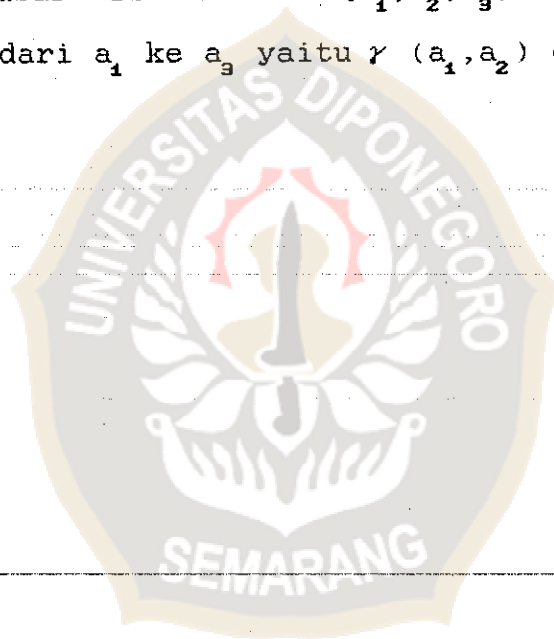 dari a₁ ke a₃ yaitu γ (a₁,a₂)
UNIVERSITAS DIPONEGORO
SEMARANG